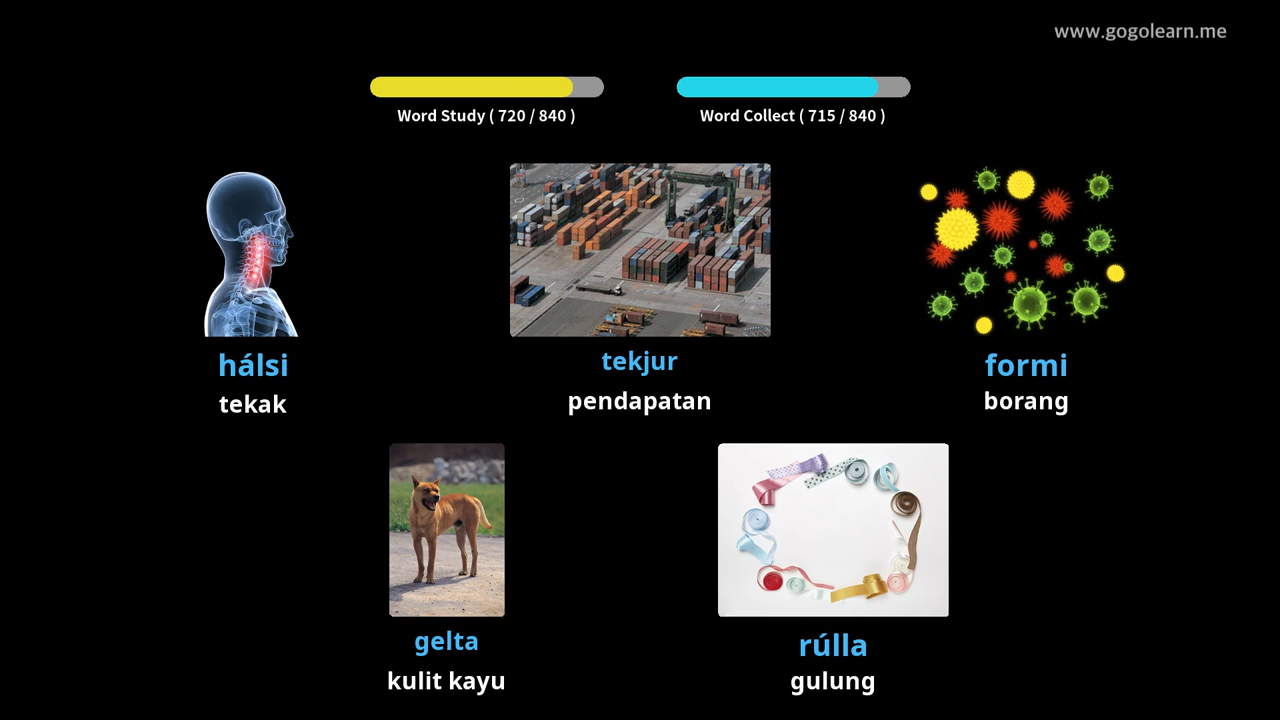 www.gogolearn.me
Word Study ( 720 / 840 )
Word Collect ( 715 / 840 )
hálsi
tekak
tekjur
pendapatan
formi
borang
gelta
kulit kayu
rúlla
gulung